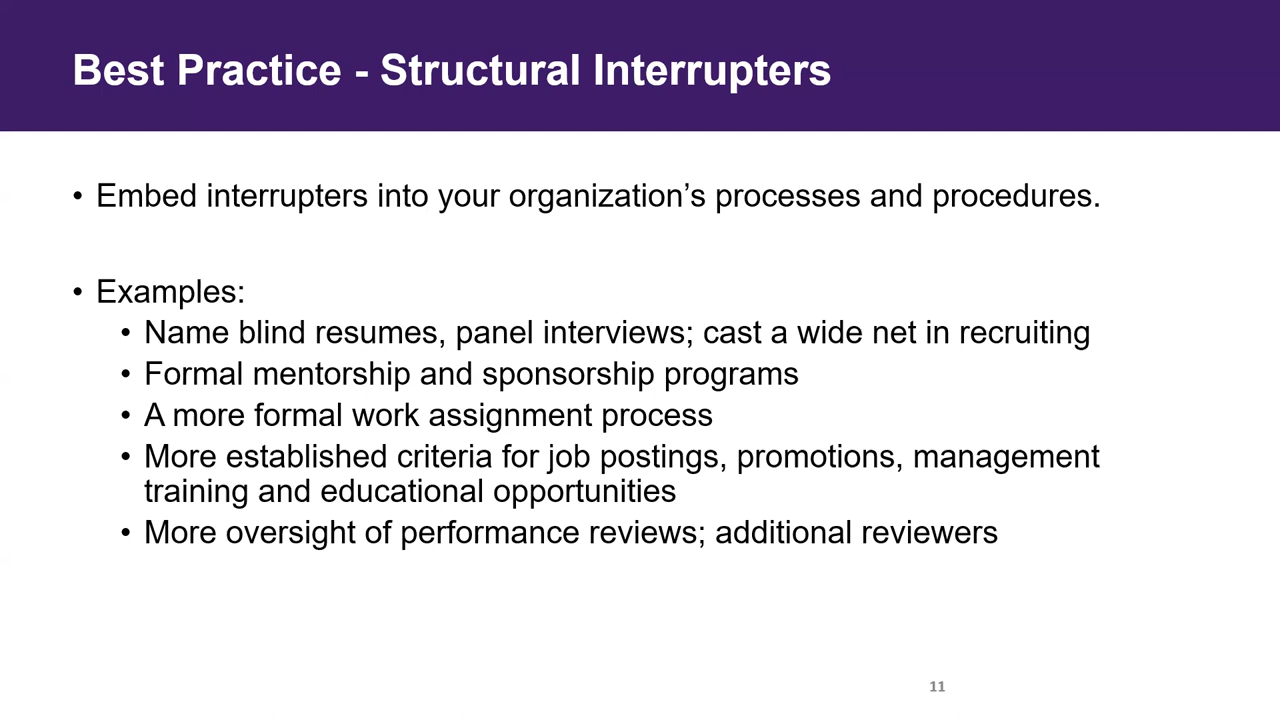 Best Practice - Structural Interrupters
• Embed interrupters into your organization’s processes and procedures.
• Examples:
• Name blind resumes, panel interviews; cast a wide net in recruiting
• Formal mentorship and sponsorship programs
• A more formal work assignment process
• More established criteria for job postings, promotions, management
training and educational opportunities
• More oversight of performance reviews; additional reviewers
11